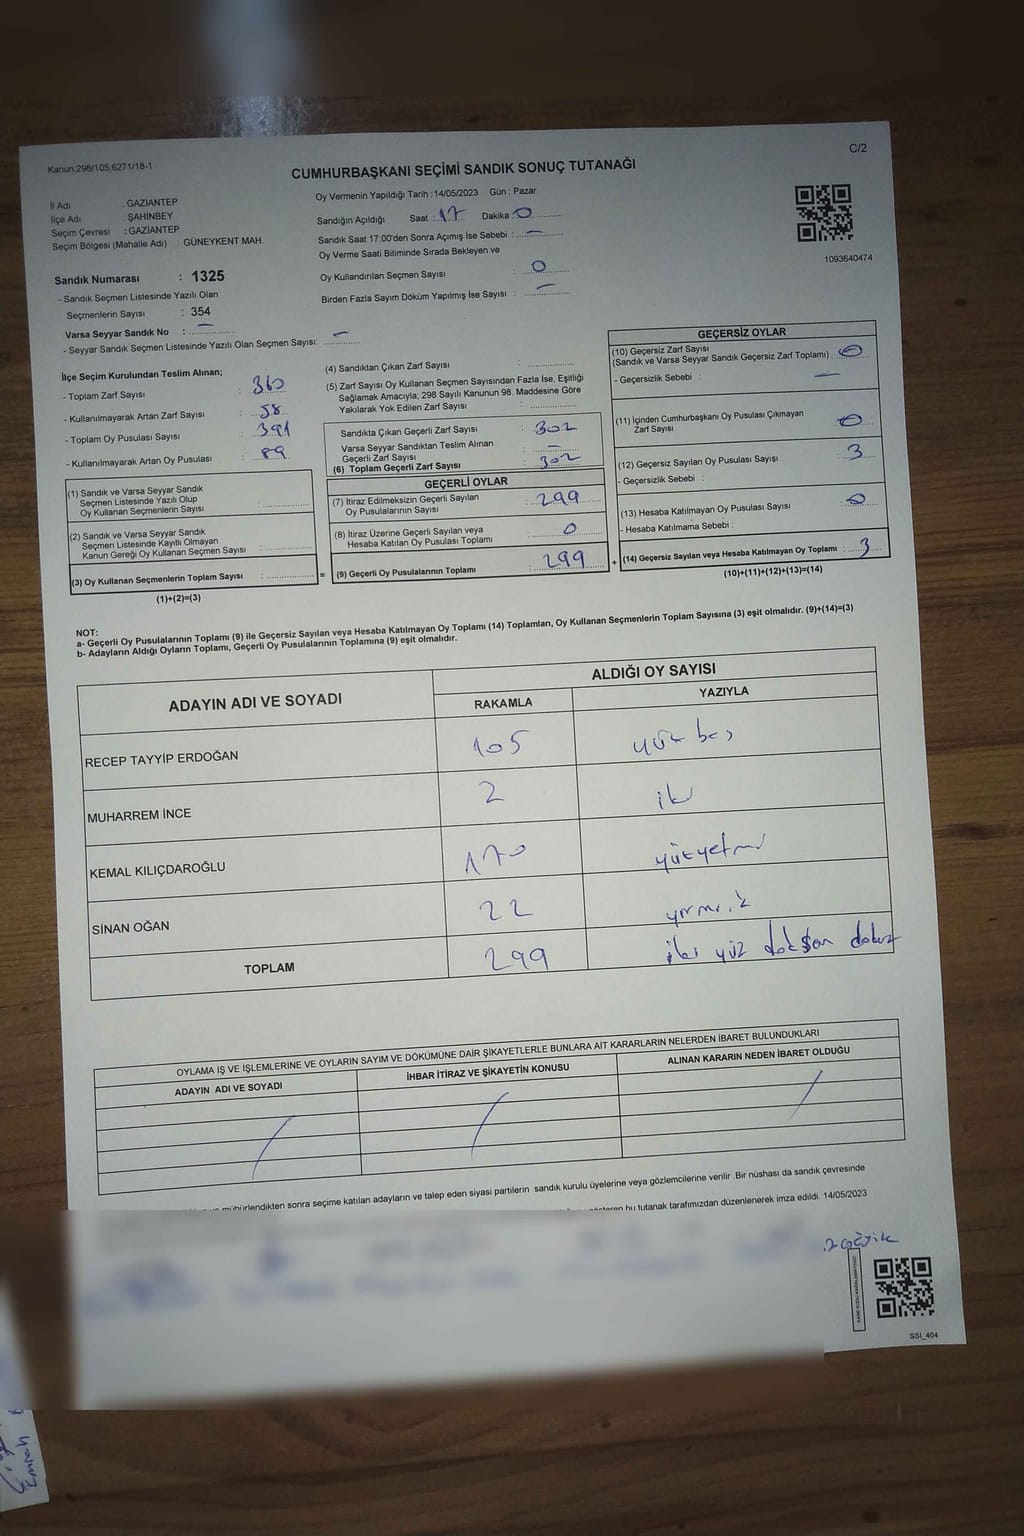 Kanun:298/105,6271/18-1
C/2
CUMHURBAŞKANI SEÇİMİ SANDIK SONUÇ TUTANAĞI
İl Adı : GAZİANTEP
İlçe Adı : ŞAHİNBEY
Seçim Çevresi : GAZİANTEP
Seçim Bölgesi (Mahalle Adı) : GÜNEYKENT MAH.
Oy Vermenin Yapıldığı Tarih : 14/05/2023 Gün : Pazar
Sandığın Açıldığı Saat : 17 Dakika : 0
Sandık Saat 17:00'den Sonra Açımış İse Sebebi : —
Oy Verme Saati Bitiminde Sırada Bekleyen ve
Oy Kullandırılan Seçmen Sayısı : 0
Birden Fazla Sayım Döküm Yapılmış İse Sayısı : —
1093640474
Sandık Numarası : 1325
- Sandık Seçmen Listesinde Yazılı Olan
Seçmenlerin Sayısı : 354
Varsa Seyyar Sandık No : —
- Seyyar Sandık Seçmen Listesinde Yazılı Olan Seçmen Sayısı: —
İlçe Seçim Kurulundan Teslim Alınan;
- Toplam Zarf Sayısı : 360
- Kullanılmayarak Artan Zarf Sayısı : 58
- Toplam Oy Pusulası Sayısı : 391
- Kullanılmayarak Artan Oy Pusulası : 89
(1) Sandık ve Varsa Seyyar Sandık
Seçmen Listesinde Yazılı Olup
Oy Kullanan Seçmenlerin Sayısı :
(2) Sandık ve Varsa Seyyar Sandık
Seçmen Listesinde Kayıtlı Olmayan
Kanun Gereği Oy Kullanan Seçmen Sayısı :
(3) Oy Kullanan Seçmenlerin Toplam Sayısı : =
(1)+(2)=(3)
(4) Sandıktan Çıkan Zarf Sayısı :
(5) Zarf Sayısı Oy Kullanan Seçmen Sayısından Fazla İse, Eşitliği
Sağlamak Amacıyla, 298 Sayılı Kanunun 98. Maddesine Göre
Yakılarak Yok Edilen Zarf Sayısı :
Sandıkta Çıkan Geçerli Zarf Sayısı : 302
Varsa Seyyar Sandıktan Teslim Alınan
Geçerli Zarf Sayısı : —
(6) Toplam Geçerli Zarf Sayısı : 302
GEÇERLİ OYLAR
(7) İtiraz Edilmeksizin Geçerli Sayılan
Oy Pusulalarının Sayısı : 299
(8) İtiraz Üzerine Geçerli Sayılan veya
Hesaba Katılan Oy Pusulası Toplamı : 0
(9) Geçerli Oy Pusulalarının Toplamı : 299 +
GEÇERSİZ OYLAR
(10) Geçersiz Zarf Sayısı
(Sandık ve Varsa Seyyar Sandık Geçersiz Zarf Toplamı) : 0
- Geçersizlik Sebebi : —
(11) İçinden Cumhurbaşkanı Oy Pusulası Çıkmayan
Zarf Sayısı : 0
(12) Geçersiz Sayılan Oy Pusulası Sayısı : 3
- Geçersizlik Sebebi :
(13) Hesaba Katılmayan Oy Pusulası Sayısı : 0
- Hesaba Katılmama Sebebi :
(14) Geçersiz Sayılan veya Hesaba Katılmayan Oy Toplamı : 3
(10)+(11)+(12)+(13)=(14)
NOT:
a- Geçerli Oy Pusulalarının Toplamı (9) ile Geçersiz Sayılan veya Hesaba Katılmayan Oy Toplamı (14) Toplamları, Oy Kullanan Seçmenlerin Toplam Sayısına (3) eşit olmalıdır. (9)+(14)=(3)
b- Adayların Aldığı Oyların Toplamı, Geçerli Oy Pusulalarının Toplamına (9) eşit olmalıdır.
ADAYIN ADI VE SOYADI
ALDIĞI OY SAYISI
RAKAMLA YAZIYLA
RECEP TAYYİP ERDOĞAN 105 yüz beş
MUHARREM İNCE 2 iki
KEMAL KILIÇDAROĞLU 170 yüzyetmiş
SİNAN OĞAN 22
TOPLAM 299 iki yüz doksan dokuz
OYLAMA İŞ VE İŞLEMLERİNE VE OYLARIN SAYIM VE DÖKÜMÜNE DAİR ŞİKAYETLERLE BUNLARA AİT KARARLARIN NELERDEN İBARET BULUNDUKLARI
ADAYIN ADI VE SOYADI İHBAR İTİRAZ VE ŞİKAYETİN KONUSU ALINAN KARARIN NEDEN İBARET OLDUĞU
mühürlendikten sonra seçime katılan adayların ve talep eden siyasi partilerin sandık kurulu üyelerine veya gözlemcilerine verilir .Bir nüshası da sandık çevresinde
gösteren bu tutanak tarafımızdan düzenlenerek imza edildi. 14/05/2023
SSI_404
Emrah